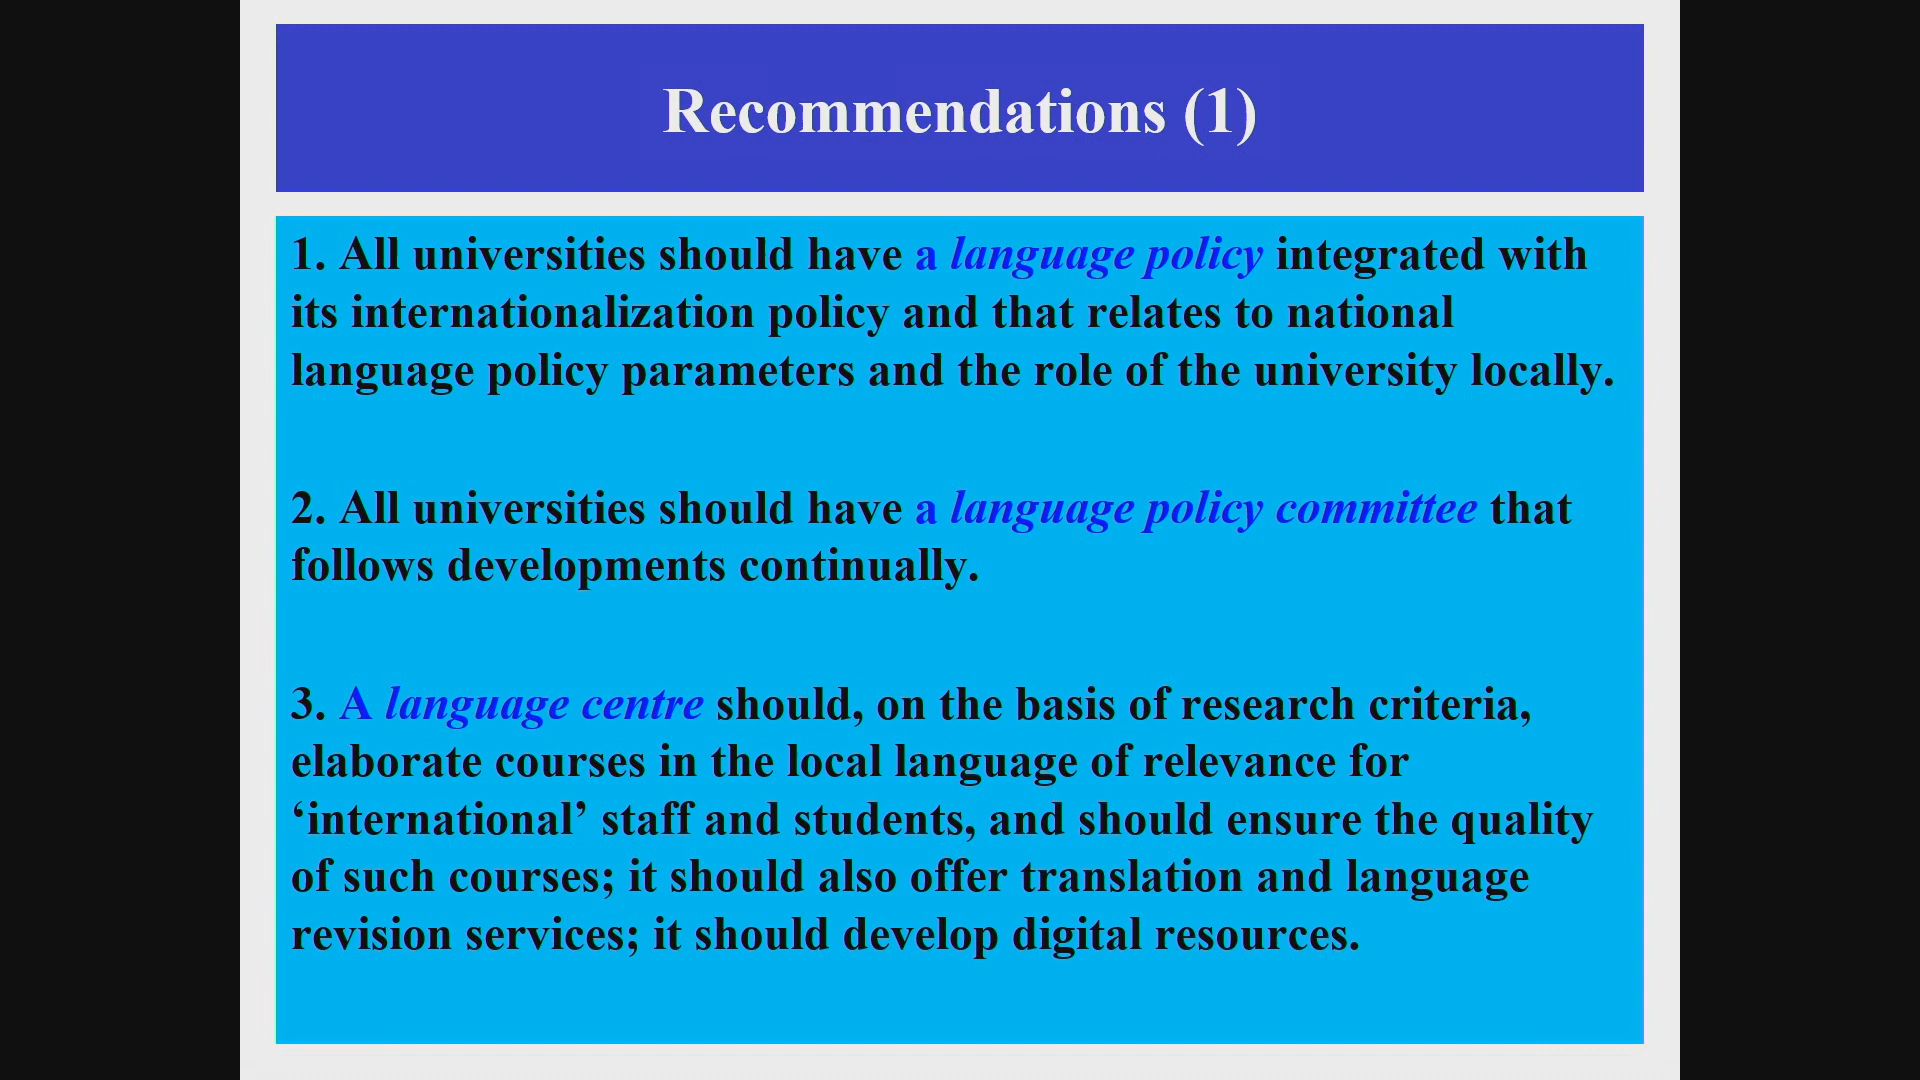 Recommendations (1)
1. All universities should have a language policy integrated with
its internationalization policy and that relates to national
language policy parameters and the role of the university locally.
2. All universities should have a language policy committee that
follows developments continually.
3. A language centre should, on the basis of research criteria,
elaborate courses in the local language of relevance for
‘international’ staff and students, and should ensure the quality
of such courses; it should also offer translation and language
revision services; it should develop digital resources.